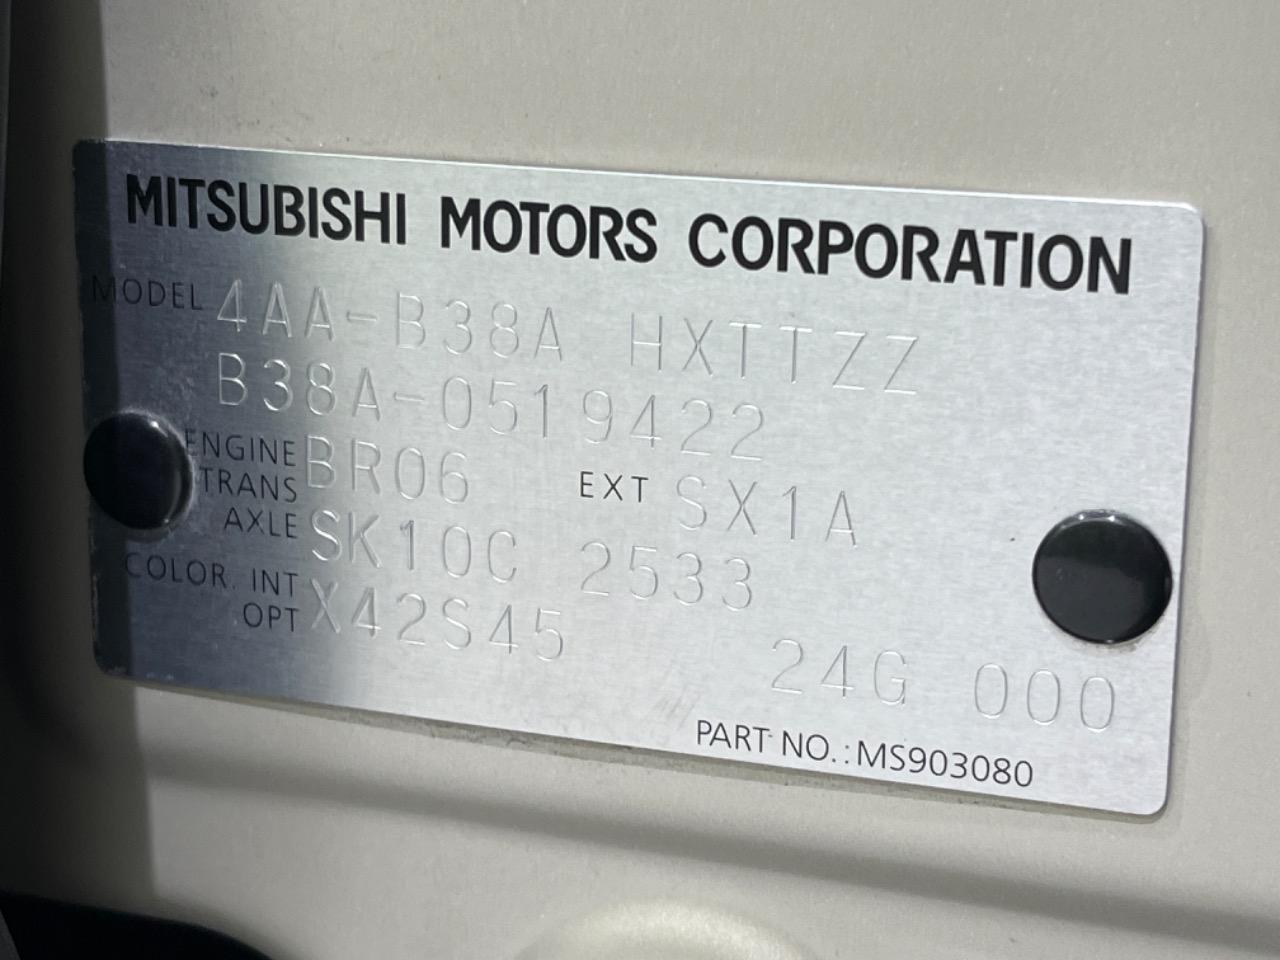 MITSUBISHI MOTORS CORPORATION
MODEL 4AA-B38A HXTTZZ
B38A-0519422
ENGINE BR06 EXT SX1A
TRANS
AXLE SK10C 2533
COLOR. INT X42S45
OPT 24G 000
PART NO.:MS903080